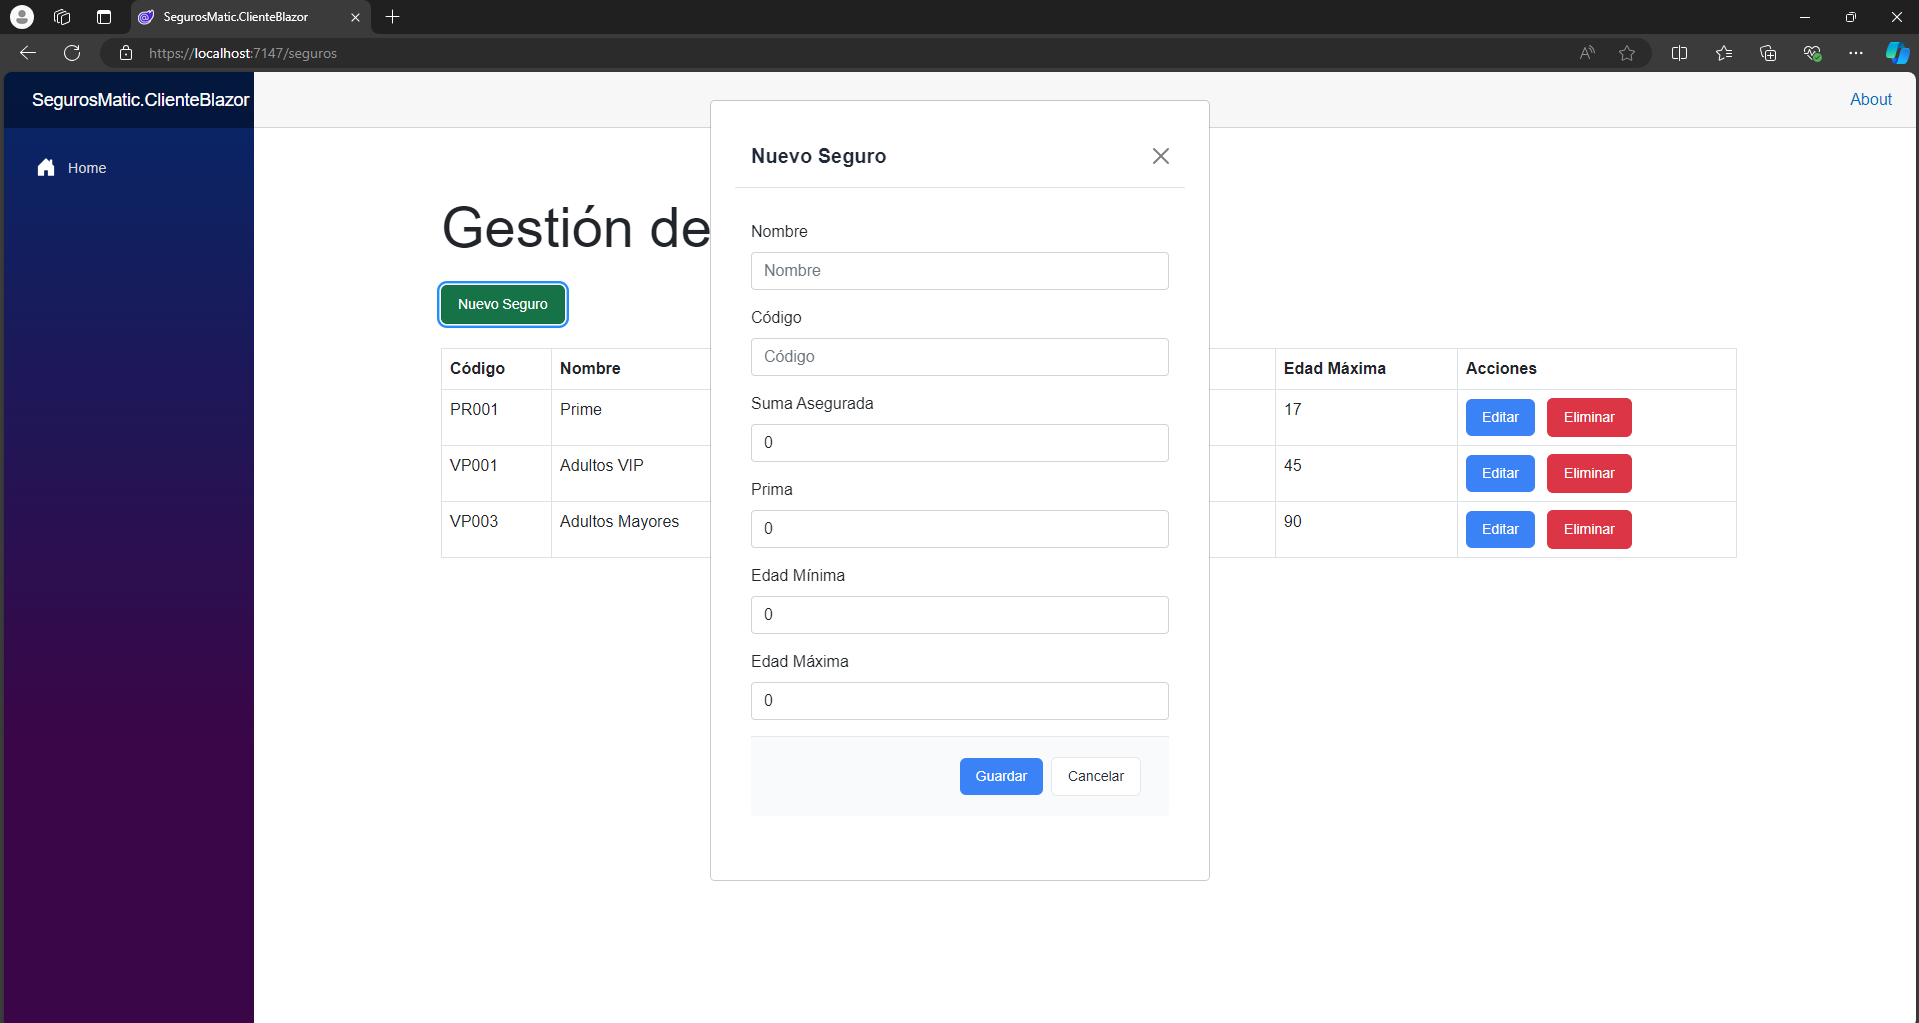 SegurosMatic.ClienteBlazor
https://localhost:7147/seguros
SegurosMatic.ClienteBlazor
About
Home
Gestión de
Nuevo Seguro
Código Nombre Edad Máxima Acciones
PR001 Prime 17 Editar Eliminar
VP001 Adultos VIP 45 Editar Eliminar
VP003 Adultos Mayores 90 Editar Eliminar
Nuevo Seguro
Nombre
Nombre
Código
Código
Suma Asegurada
0
Prima
0
Edad Mínima
0
Edad Máxima
0
Guardar Cancelar